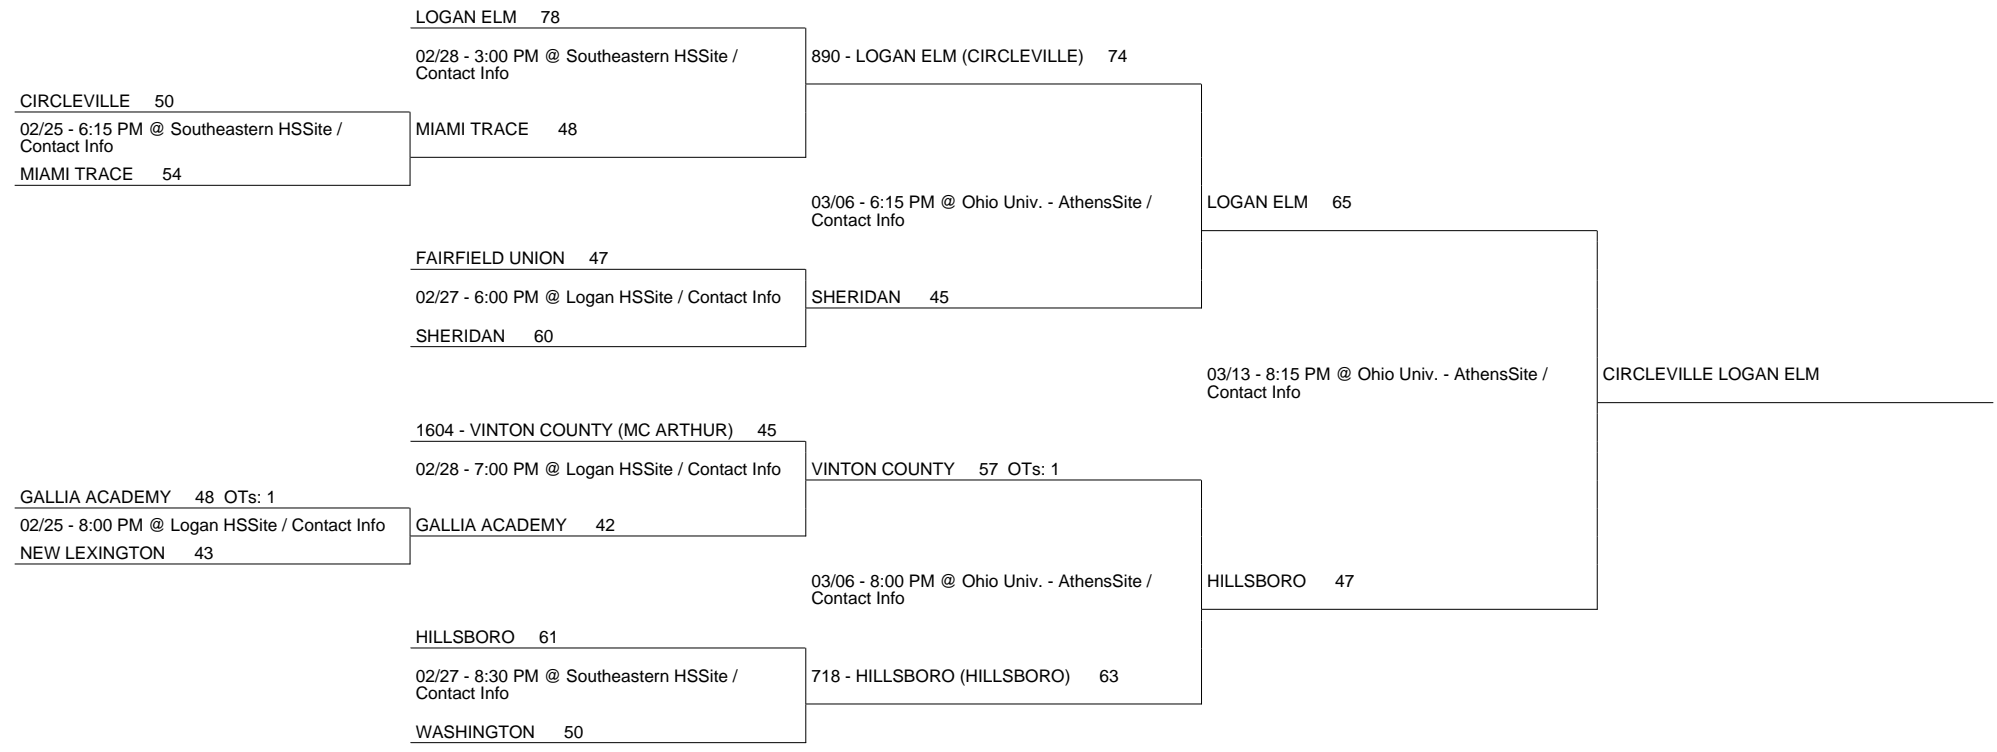 LOGAN ELM 78
02/28 - 3:00 PM @ Southeastern HSSite /
Contact Info
890 - LOGAN ELM (CIRCLEVILLE) 74
CIRCLEVILLE 50
02/25 - 6:15 PM @ Southeastern HSSite /
Contact Info
MIAMI TRACE 48
MIAMI TRACE 54
03/06 - 6:15 PM @ Ohio Univ. - AthensSite /
Contact Info
LOGAN ELM 65
FAIRFIELD UNION 47
02/27 - 6:00 PM @ Logan HSSite / Contact Info
SHERIDAN 45
SHERIDAN 60
03/13 - 8:15 PM @ Ohio Univ. - AthensSite /
Contact Info
CIRCLEVILLE LOGAN ELM
1604 - VINTON COUNTY (MC ARTHUR) 45
02/28 - 7:00 PM @ Logan HSSite / Contact Info
VINTON COUNTY 57 OTs: 1
GALLIA ACADEMY 48 OTs: 1
02/25 - 8:00 PM @ Logan HSSite / Contact Info
GALLIA ACADEMY 42
NEW LEXINGTON 43
03/06 - 8:00 PM @ Ohio Univ. - AthensSite /
Contact Info
HILLSBORO 47
HILLSBORO 61
02/27 - 8:30 PM @ Southeastern HSSite /
Contact Info
718 - HILLSBORO (HILLSBORO) 63
WASHINGTON 50